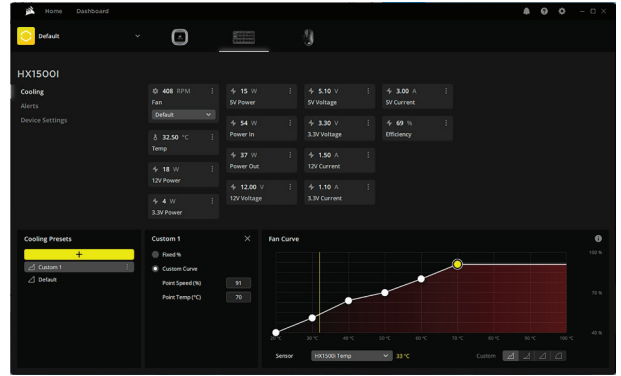 Home Dashboard
Default
HX1500I
Cooling
Alerts
Device Settings
408 RPM
Fan
Default
32.50 °C
Temp
18 W
12V Power
4 W
3.3V Power
15 W
5V Power
54 W
Power In
37 W
Power Out
12.00 V
12V Voltage
5.10 V
5V Voltage
3.30 V
3.3V Voltage
1.50 A
12V Current
1.10 A
3.3V Current
3.00 A
5V Current
69 %
Efficiency
Cooling Presets
+
Custom 1
Default
Custom 1
Fixed %
Custom Curve
Point Speed (%) 91
Point Temp (°C) 70
Fan Curve
100 %
70 %
40 %
20 °C 30 °C 40 °C 50 °C 60 °C 70 °C 80 °C 90 °C 100 °C
Sensor HX1500i Temp 33 °C Custom